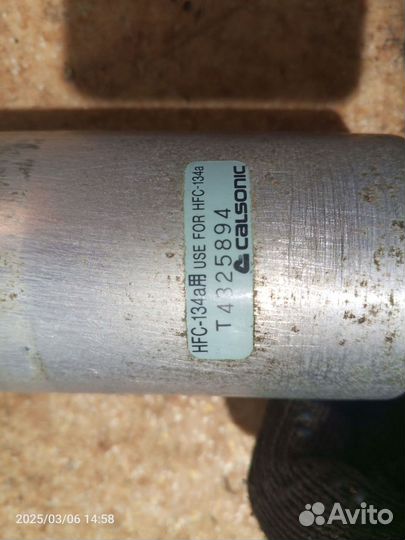 HFC-134a用 USE FOR HFC-134a
T4325894
CALSONIC
2025/03/06 14:58
Avito